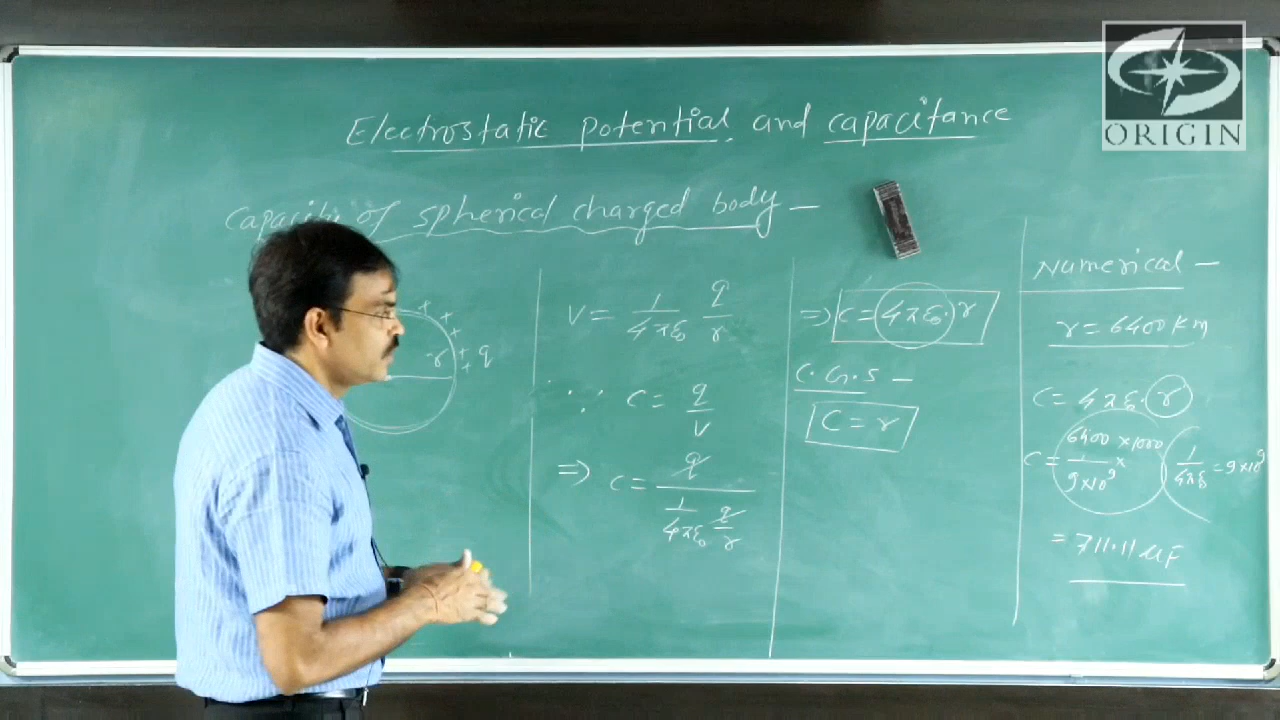 ORIGIN
Electrostatic potential and capacitance
Capacity of spherical charged body –
+ + + + +
r
q
V = 1/4πε₀ q/r
∵ C = q/V
⇒ C = q / (1/4πε₀ q/r)
⇒ C = (4πε₀) r
C.G.S –
C = r
Numerical –
r = 6400 km
C = 4πε₀ r
C = 1/9×10⁹ × 6400 ×1000 (1/4πε₀ = 9×10⁹)
= 711.11 μF